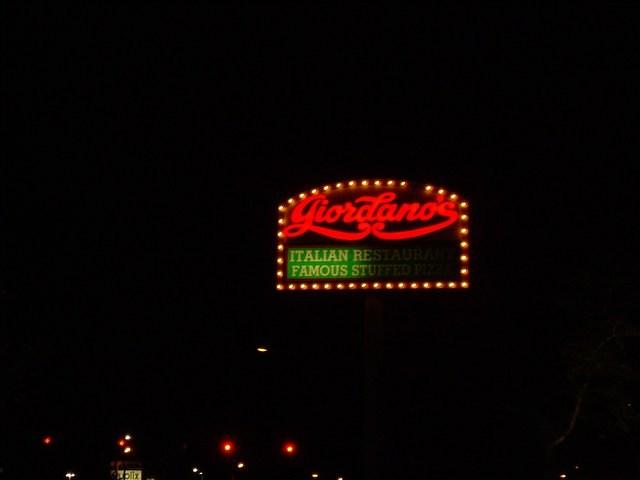 Giordano's
ITALIAN RESTAURANT
FAMOUS STUFFED PIZZA